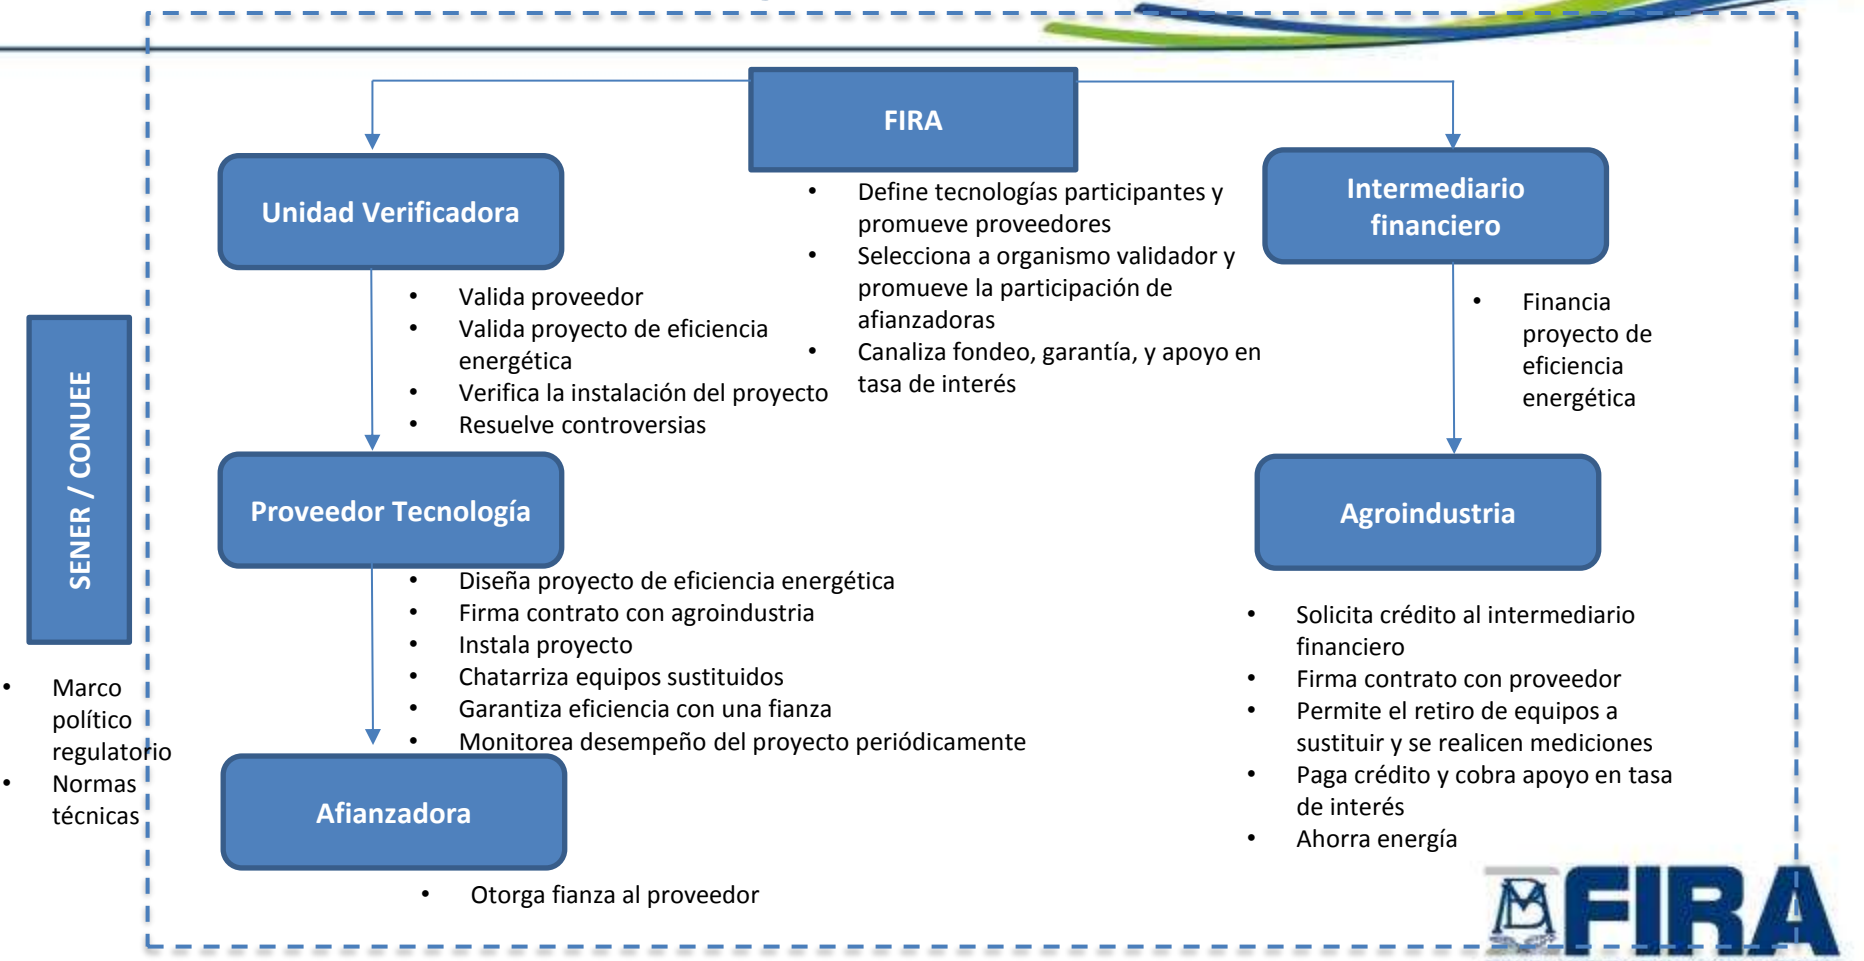 FIRA
• Define tecnologías participantes y
promueve proveedores
• Selecciona a organismo validador y
promueve la participación de
afianzadoras
• Canaliza fondeo, garantía, y apoyo en
tasa de interés
Unidad Verificadora
• Valida proveedor
• Valida proyecto de eficiencia
energética
• Verifica la instalación del proyecto
• Resuelve controversias
Proveedor Tecnología
• Diseña proyecto de eficiencia energética
• Firma contrato con agroindustria
• Instala proyecto
• Chatarriza equipos sustituidos
• Garantiza eficiencia con una fianza
• Monitorea desempeño del proyecto periódicamente
Afianzadora
• Otorga fianza al proveedor
Intermediario
financiero
• Financia
proyecto de
eficiencia
energética
Agroindustria
• Solicita crédito al intermediario
financiero
• Firma contrato con proveedor
• Permite el retiro de equipos a
sustituir y se realicen mediciones
• Paga crédito y cobra apoyo en tasa
de interés
• Ahorra energía
SENER / CONUEE
• Marco
político
regulatorio
• Normas
técnicas
FIRA